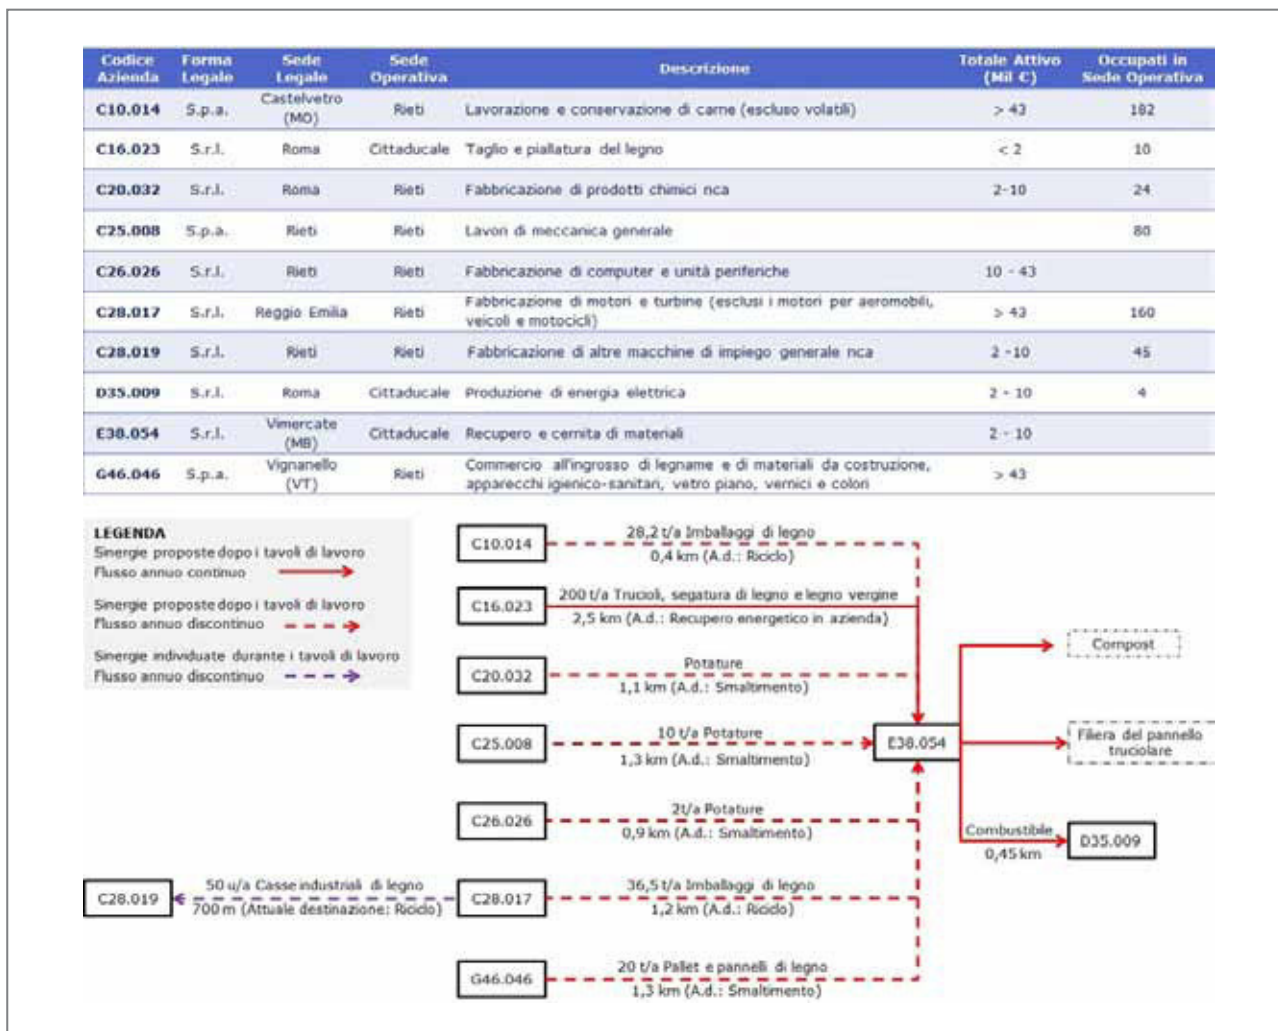 Codice Azienda Forma Legale Sede Legale Sede Operativa Descrizione Totale Attivo (Mil €) Occupati in Sede Operativa
C10.014 S.p.a. Castelvetro (MO) Rieti Lavorazione e conservazione di carne (escluso volatili) > 43 182
C16.023 S.r.l. Roma Cittaducale Taglio e piallatura del legno < 2 10
C20.032 S.r.l. Roma Rieti Fabbricazione di prodotti chimici nca 2-10 24
C25.008 S.p.a. Rieti Rieti Lavori di meccanica generale 80
C26.026 S.r.l. Rieti Rieti Fabbricazione di computer e unità periferiche 10 - 43
C28.017 S.r.l. Reggio Emilia Rieti Fabbricazione di motori e turbine (esclusi i motori per aeromobili, veicoli e motocicli) > 43 160
C28.019 S.r.l. Rieti Rieti Fabbricazione di altre macchine di impiego generale nca 2 -10 45
D35.009 S.r.l. Roma Cittaducale Produzione di energia elettrica 2 - 10 4
E38.054 S.r.l. Vimercate (MB) Cittaducale Recupero e cernita di materiali 2 - 10
G46.046 S.p.a. Vignanello (VT) Rieti Commercio all'ingrosso di legname e di materiali da costruzione, apparecchi igienico-sanitari, vetro piano, vernici e colori > 43
LEGENDA
Sinergie proposte dopo i tavoli di lavoro
Flusso annuo continuo
Sinergie proposte dopo i tavoli di lavoro
Flusso annuo discontinuo
Sinergie individuate durante i tavoli di lavoro
Flusso annuo discontinuo
C10.014
28,2 t/a Imballaggi di legno
0,4 km (A.d.: Riciclo)
C16.023
200 t/a Trucioli, segatura di legno e legno vergine
2,5 km (A.d.: Recupero energetico in azienda)
C20.032
Potature
1,1 km (A.d.: Smaltimento)
C25.008
10 t/a Potature
1,3 km (A.d.: Smaltimento)
C26.026
2t/a Potature
0,9 km (A.d.: Smaltimento)
C28.019
50 u/a Casse industriali di legno
700 m (Attuale destinazione: Riciclo)
C28.017
36,5 t/a Imballaggi di legno
1,2 km (A.d.: Riciclo)
G46.046
20 t/a Pallet e pannelli di legno
1,3 km (A.d.: Smaltimento)
E38.054
Compost
Filiera del pannello
truciolare
Combustibile
0,45 km
D35.009